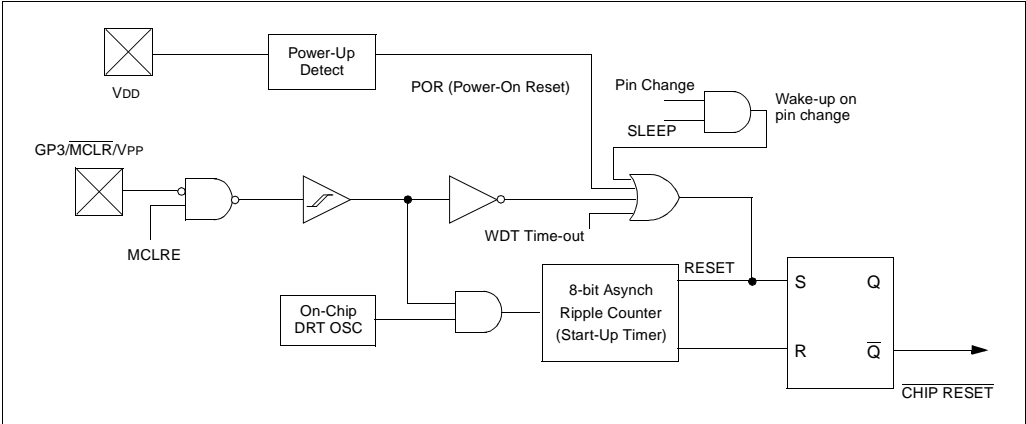 Power-Up
Detect
VDD
POR (Power-On Reset)
Pin Change
SLEEP
Wake-up on
pin change
GP3/MCLR/VPP
MCLRE
WDT Time-out
RESET
On-Chip
DRT OSC
8-bit Asynch
Ripple Counter
(Start-Up Timer)
S
Q
R
Q
CHIP RESET